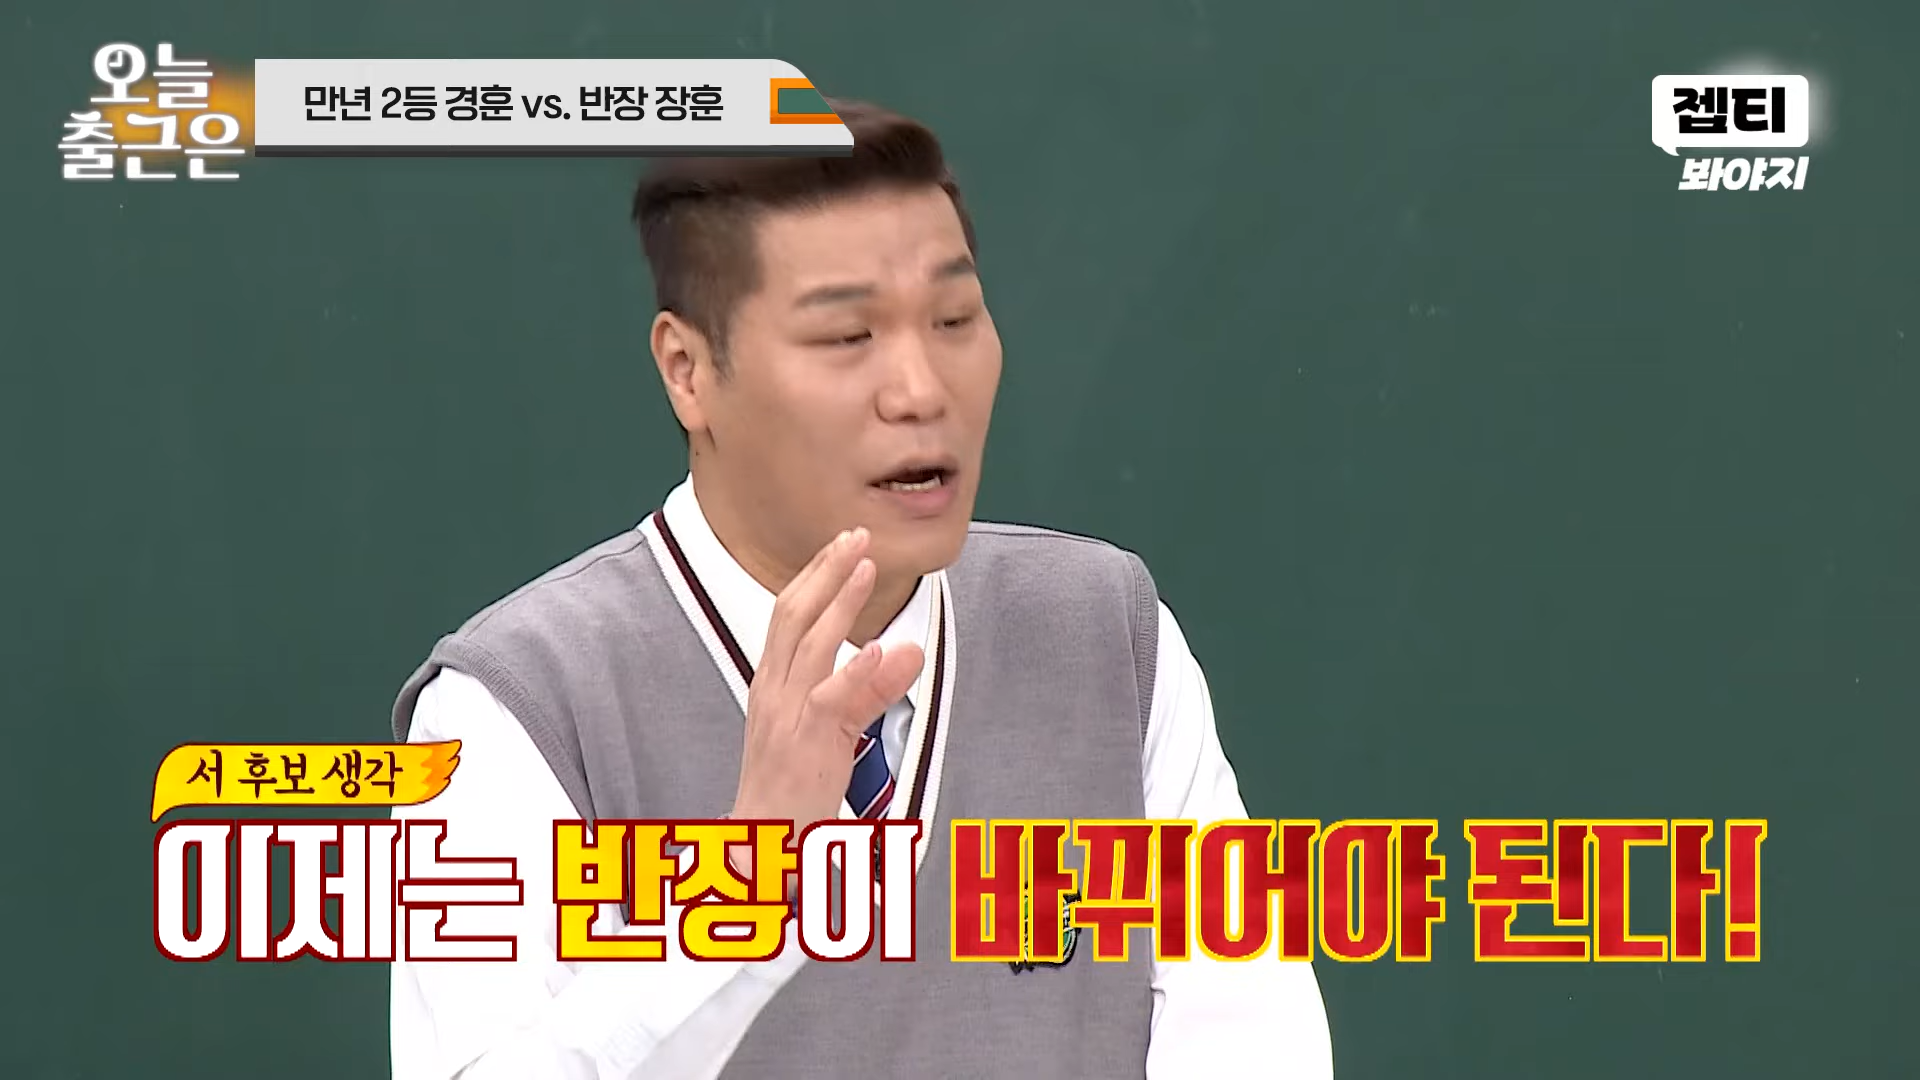 오늘
출근은
만년 2등 경훈 vs. 반장 장훈
젭티
봐야지
서 후보 생각
이제는 반장이 바뀌어야 된다!